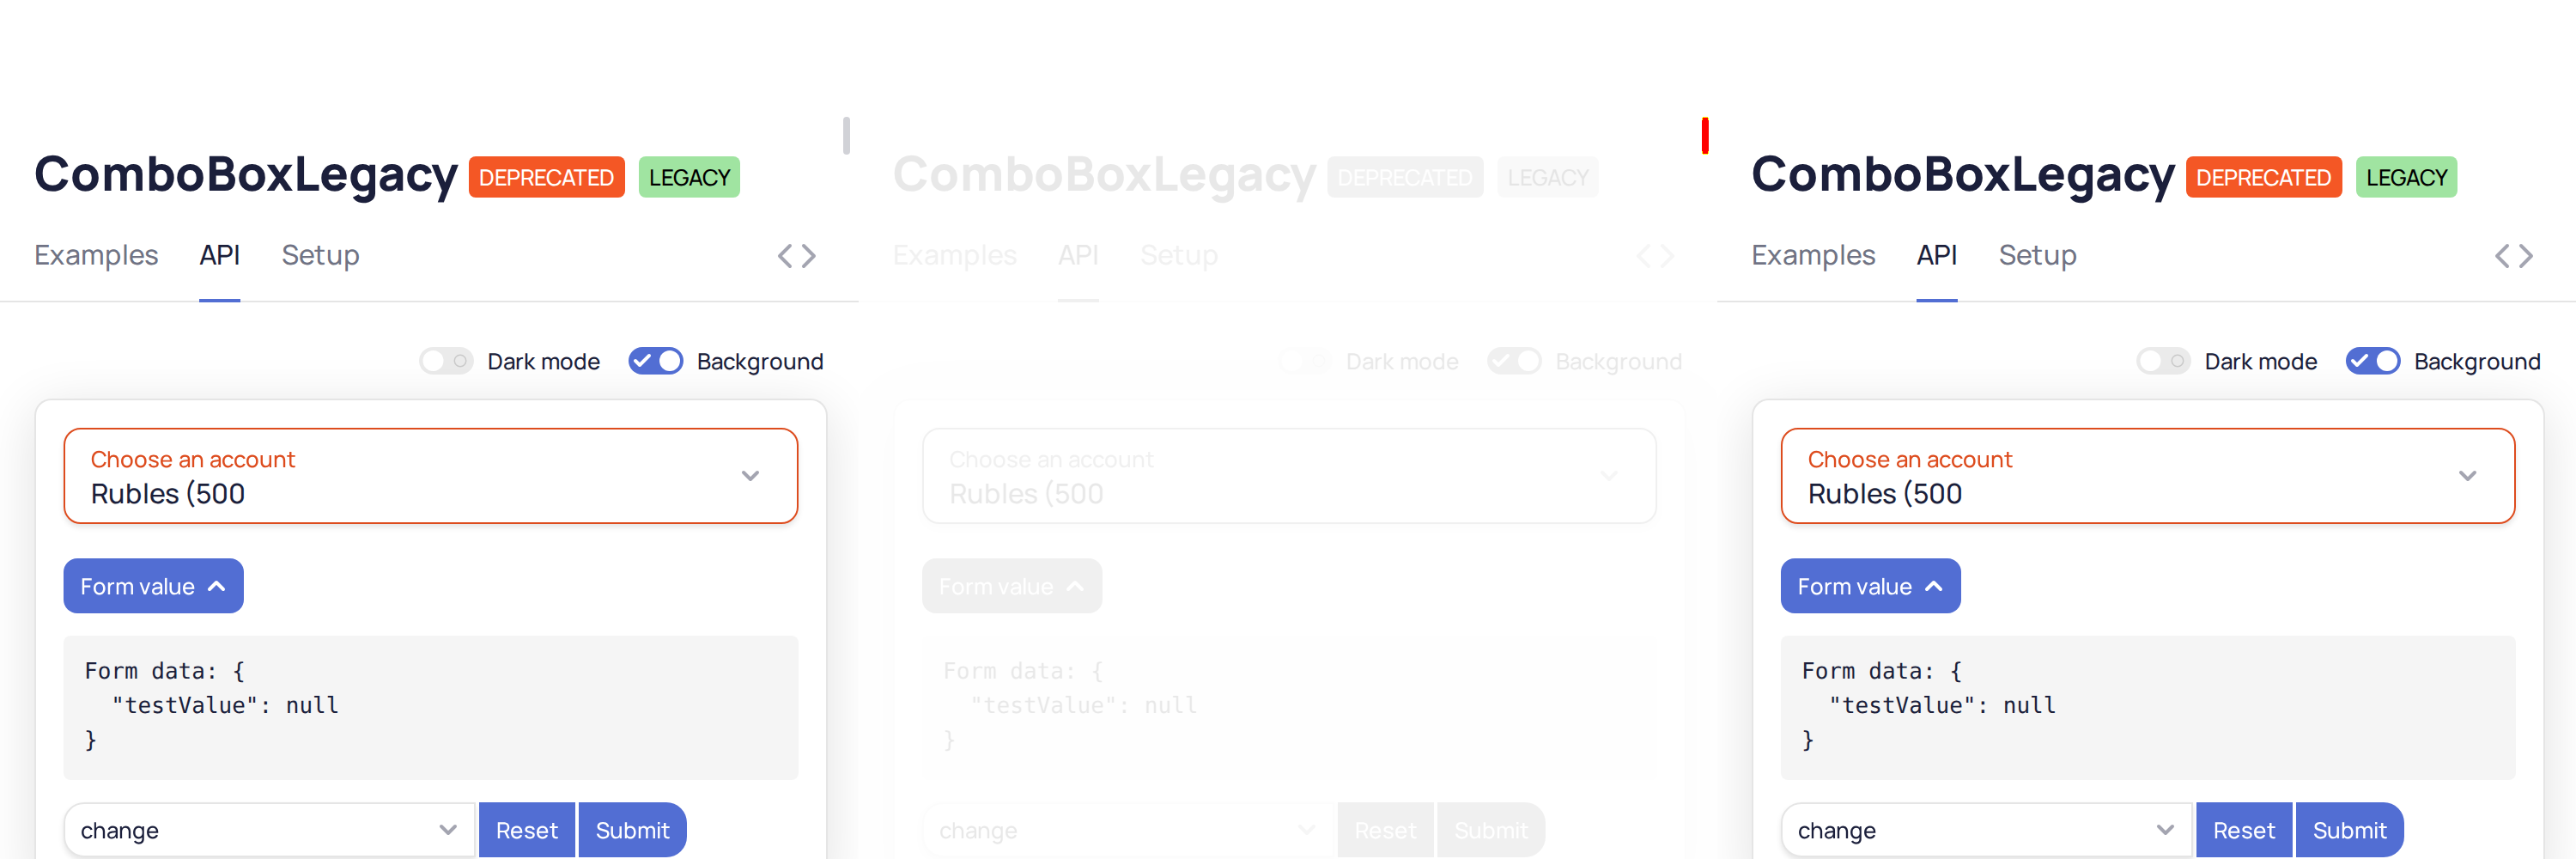 ComboBoxLegacy DEPRECATED LEGACY
Examples API Setup
Dark mode Background
Choose an account
Rubles (500
Form value
Form data: {
"testValue": null
}
change Reset Submit
ComboBoxLegacy DEPRECATED LEGACY
Examples API Setup
Dark mode Background
Choose an account
Rubles (500
Form value
Form data: {
"testValue": null
}
change Reset Submit
ComboBoxLegacy DEPRECATED LEGACY
Examples API Setup
Dark mode Background
Choose an account
Rubles (500
Form value
Form data: {
"testValue": null
}
change Reset Submit